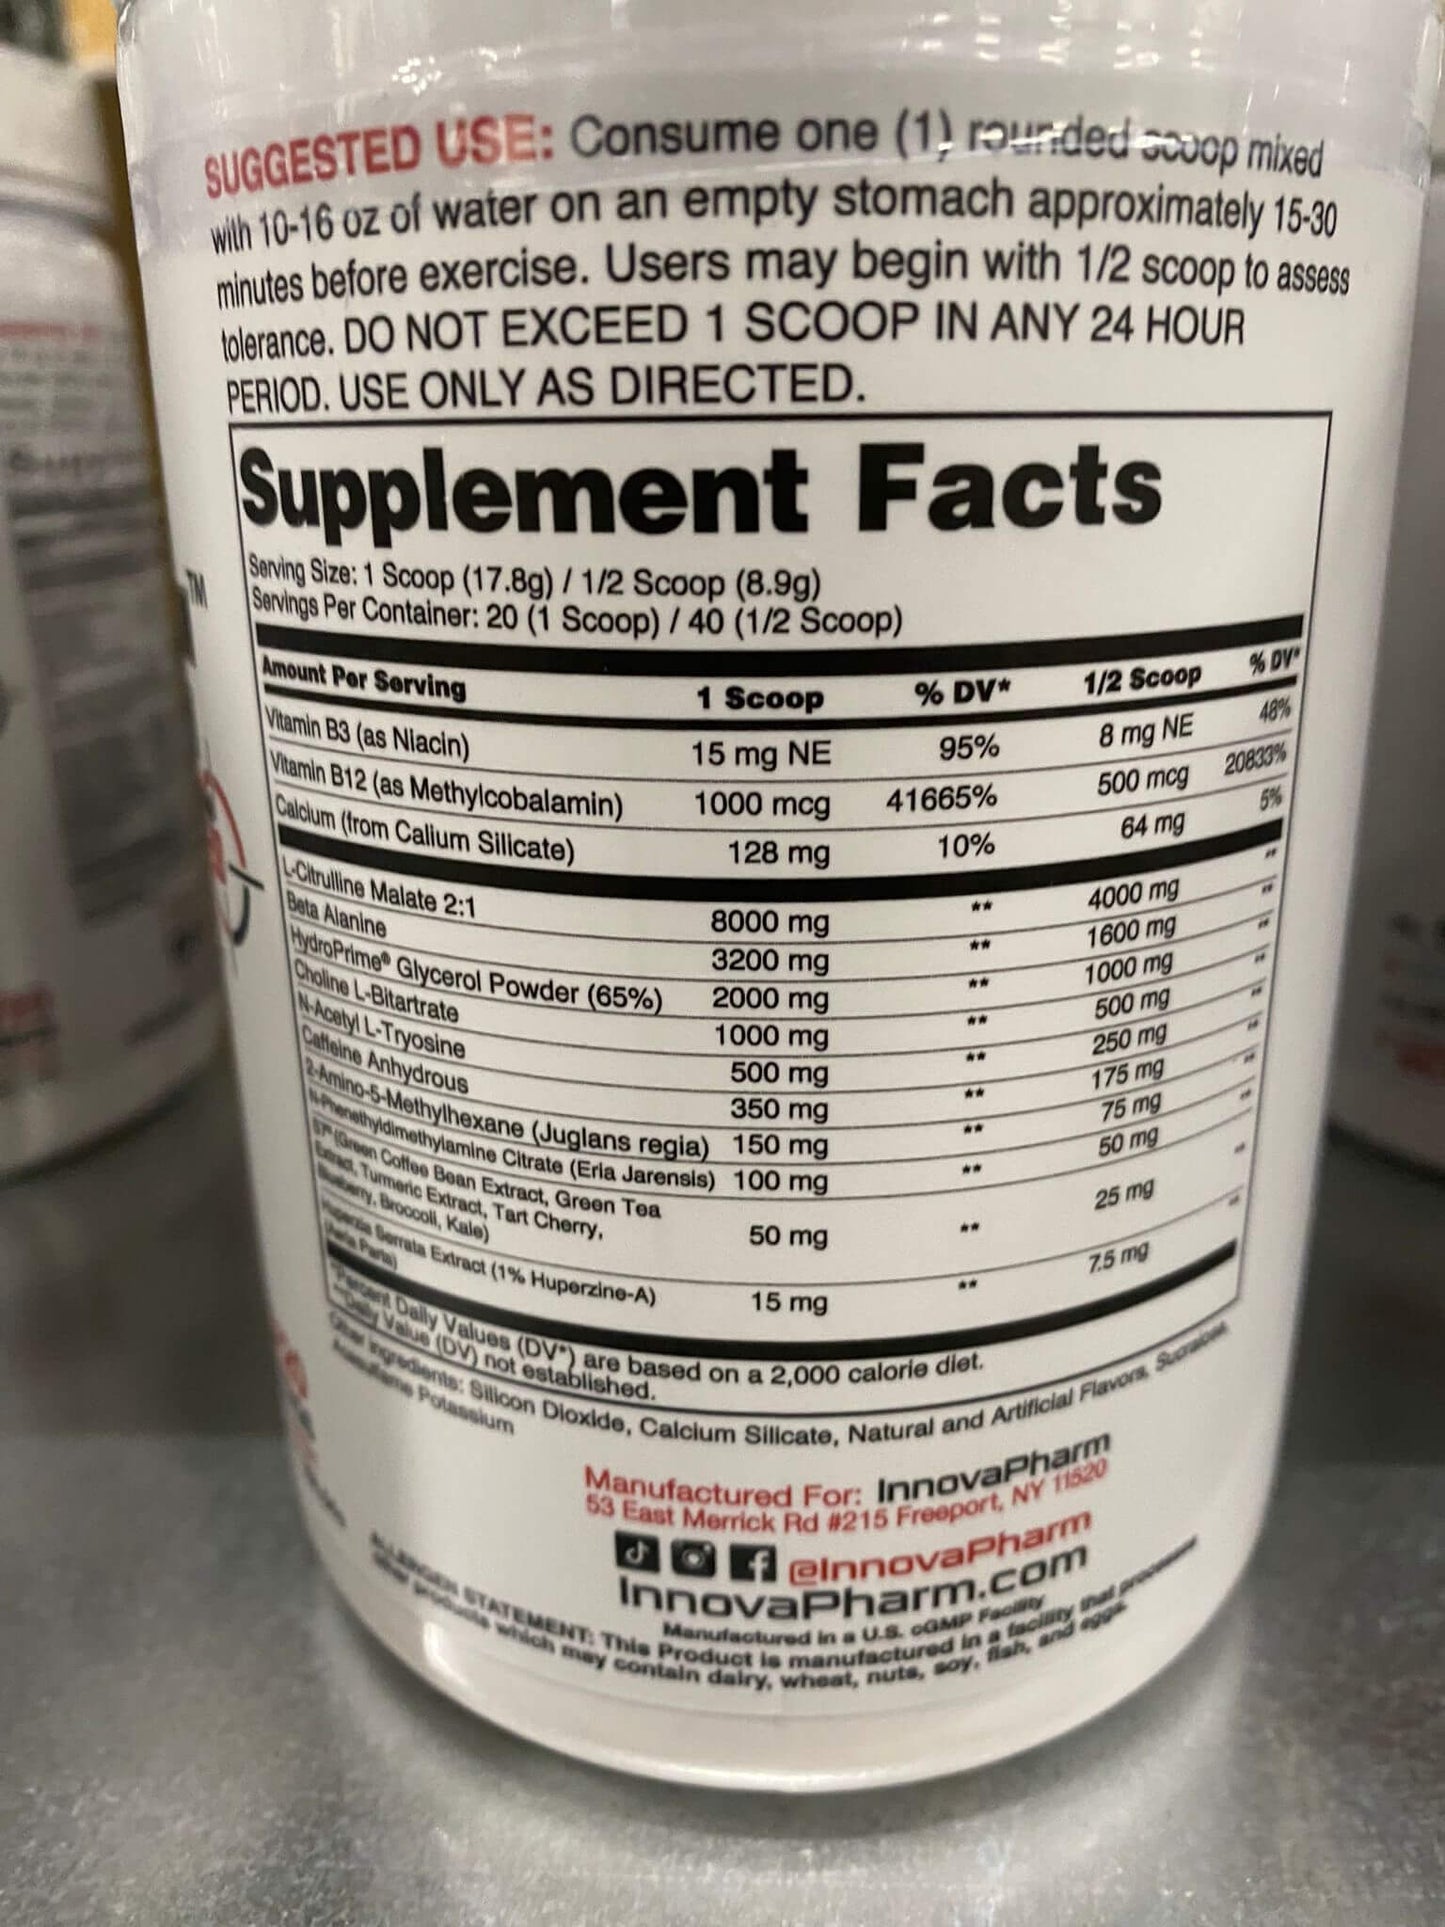 SUGGESTED USE: Consume one (1) rounded scoop mixed
with 10-16 oz of water on an empty stomach approximately 15-30
minutes before exercise. Users may begin with 1/2 scoop to assess
tolerance. DO NOT EXCEED 1 SCOOP IN ANY 24 HOUR
PERIOD. USE ONLY AS DIRECTED.
Supplement Facts
Serving Size: 1 Scoop (17.8g) / 1/2 Scoop (8.9g)
Servings Per Container: 20 (1 Scoop) / 40 (1/2 Scoop)
Amount Per Serving 1 Scoop % DV* 1/2 Scoop % DV*
Vitamin B3 (as Niacin) 15 mg NE 95% 8 mg NE 48%
Vitamin B12 (as Methylcobalamin) 1000 mcg 41665% 500 mcg 20833%
Calcium (from Calium Silicate) 128 mg 10% 64 mg 5%
L-Citrulline Malate 2:1 8000 mg ** 4000 mg **
Beta Alanine 3200 mg ** 1600 mg **
HydroPrime® Glycerol Powder (65%) 2000 mg ** 1000 mg **
Choline L-Bitartrate 1000 mg ** 500 mg **
N-Acetyl L-Tryosine 500 mg ** 250 mg **
Caffeine Anhydrous 350 mg ** 175 mg **
2-Amino-5-Methylhexane (Juglans regia) 150 mg ** 75 mg **
N-Phenethyldimethylamine Citrate (Eria Jarensis) 100 mg ** 50 mg **
S7® (Green Coffee Bean Extract, Green Tea
Extract, Turmeric Extract, Tart Cherry,
Blueberry, Broccoli, Kale) 50 mg ** 25 mg **
Huperzia Serrata Extract (1% Huperzine-A)
15 mg ** 7.5 mg **
*Percent Daily Values (DV*) are based on a 2,000 calorie diet.
**Daily Value (DV) not established.
Other Ingredients: Silicon Dioxide, Calcium Silicate, Natural and Artificial Flavors, Sucralose,
Acesulfame Potassium
Manufactured For: InnovaPharm
53 East Merrick Rd #215 Freeport, NY 11520
@InnovaPharm
InnovaPharm.com
Manufactured in a U.S. cGMP Facility
ALLERGEN STATEMENT: This Product is manufactured in a facility that processes
other products which may contain dairy, wheat, nuts, soy, fish, and eggs.
TM